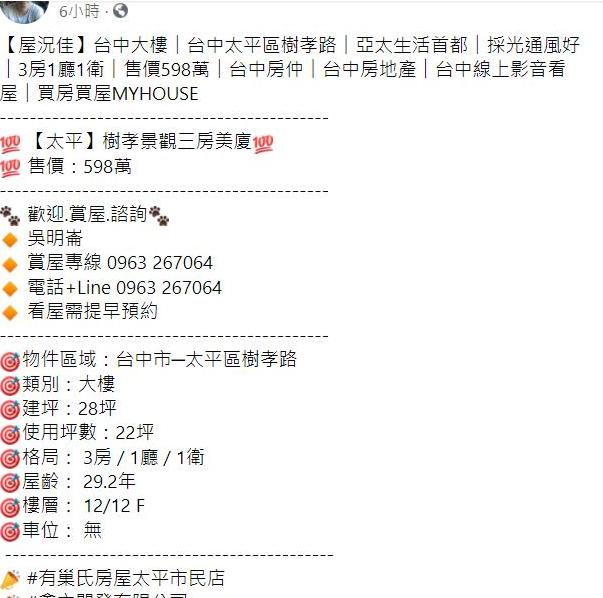 6小時 ·
【屋況佳】台中大樓｜台中太平區樹孝路｜亞太生活首都｜採光通風好
｜3房1廳1衛｜售價598萬｜台中房仲｜台中房地產｜台中線上影音看
屋｜買房買屋MYHOUSE
--------------------------------------------
💯 【太平】樹孝景觀三房美廈💯
💯 售價：598萬
--------------------------------------------
🐾 歡迎.賞屋.諮詢🐾
🔸 吳明崙
🔸 賞屋專線 0963 267064
🔸 電話+Line 0963 267064
🔸 看屋需提早預約
--------------------------------------------
🎯物件區域：台中市─太平區樹孝路
🎯類別：大樓
🎯建坪：28坪
🎯使用坪數：22坪
🎯格局： 3房 / 1廳 / 1衛
🎯屋齡： 29.2年
🎯樓層： 12/12 F
🎯車位： 無
--------------------------------------------
📣 #有巢氏房屋太平市民店